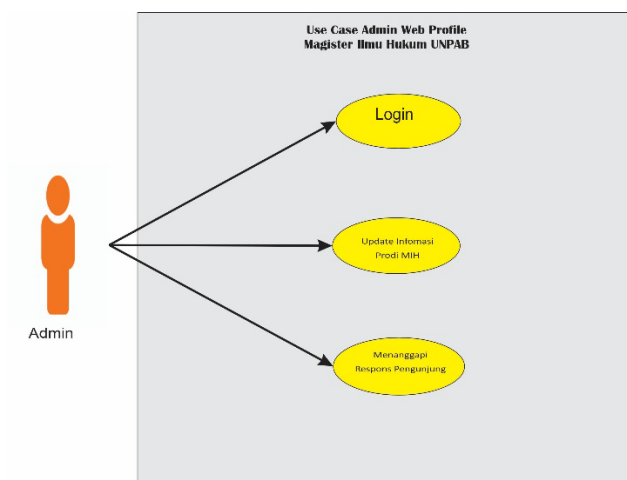 Use Case Admin Web Profile
Magister Ilmu Hukum UNPAB
Login
Update Infomasi
Prodi MIH
Admin
Menanggapi
Respons Pengunjung